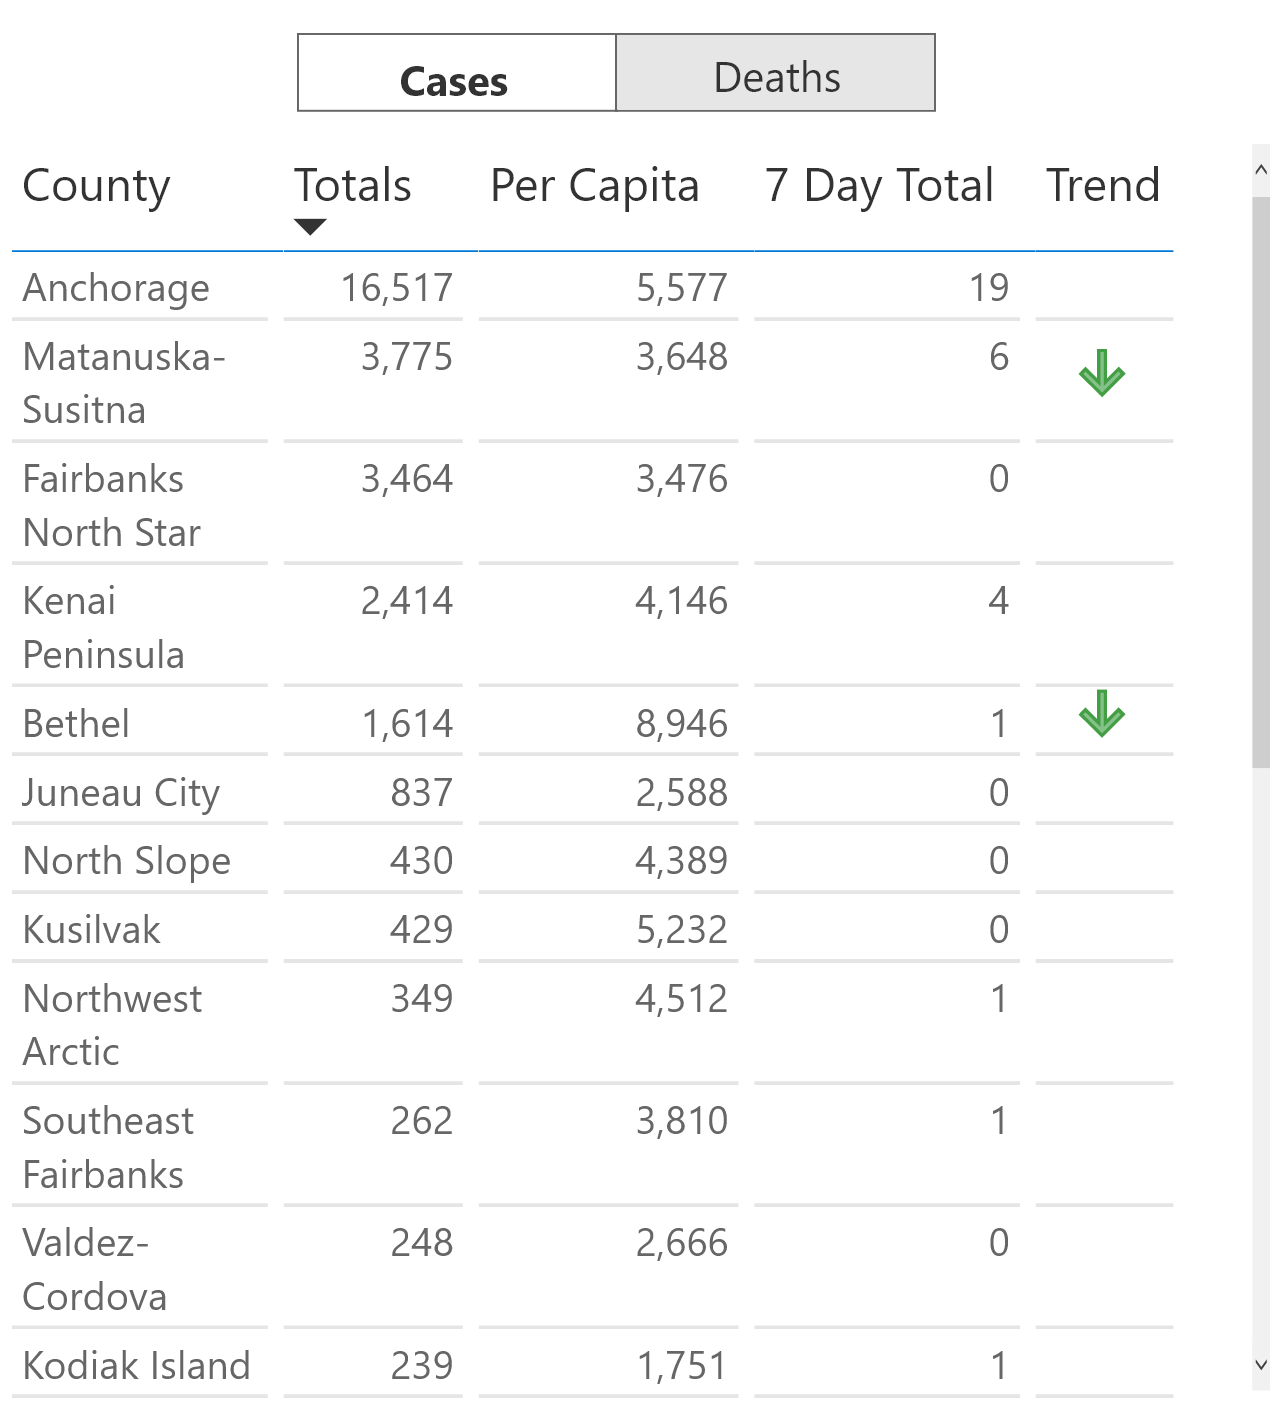 Cases Deaths
County Totals Per Capita 7 Day Total Trend
Anchorage 16,517 5,577 19
Matanuska- 3,775 3,648 6
Susitna
Fairbanks 3,464 3,476 0
North Star
Kenai 2,414 4,146 4
Peninsula
Bethel 1,614 8,946 1
Juneau City 837 2,588 0
North Slope 430 4,389 0
Kusilvak 429 5,232 0
Northwest 349 4,512 1
Arctic
Southeast 262 3,810 1
Fairbanks
Valdez- 248 2,666 0
Cordova
Kodiak Island 239 1,751 1